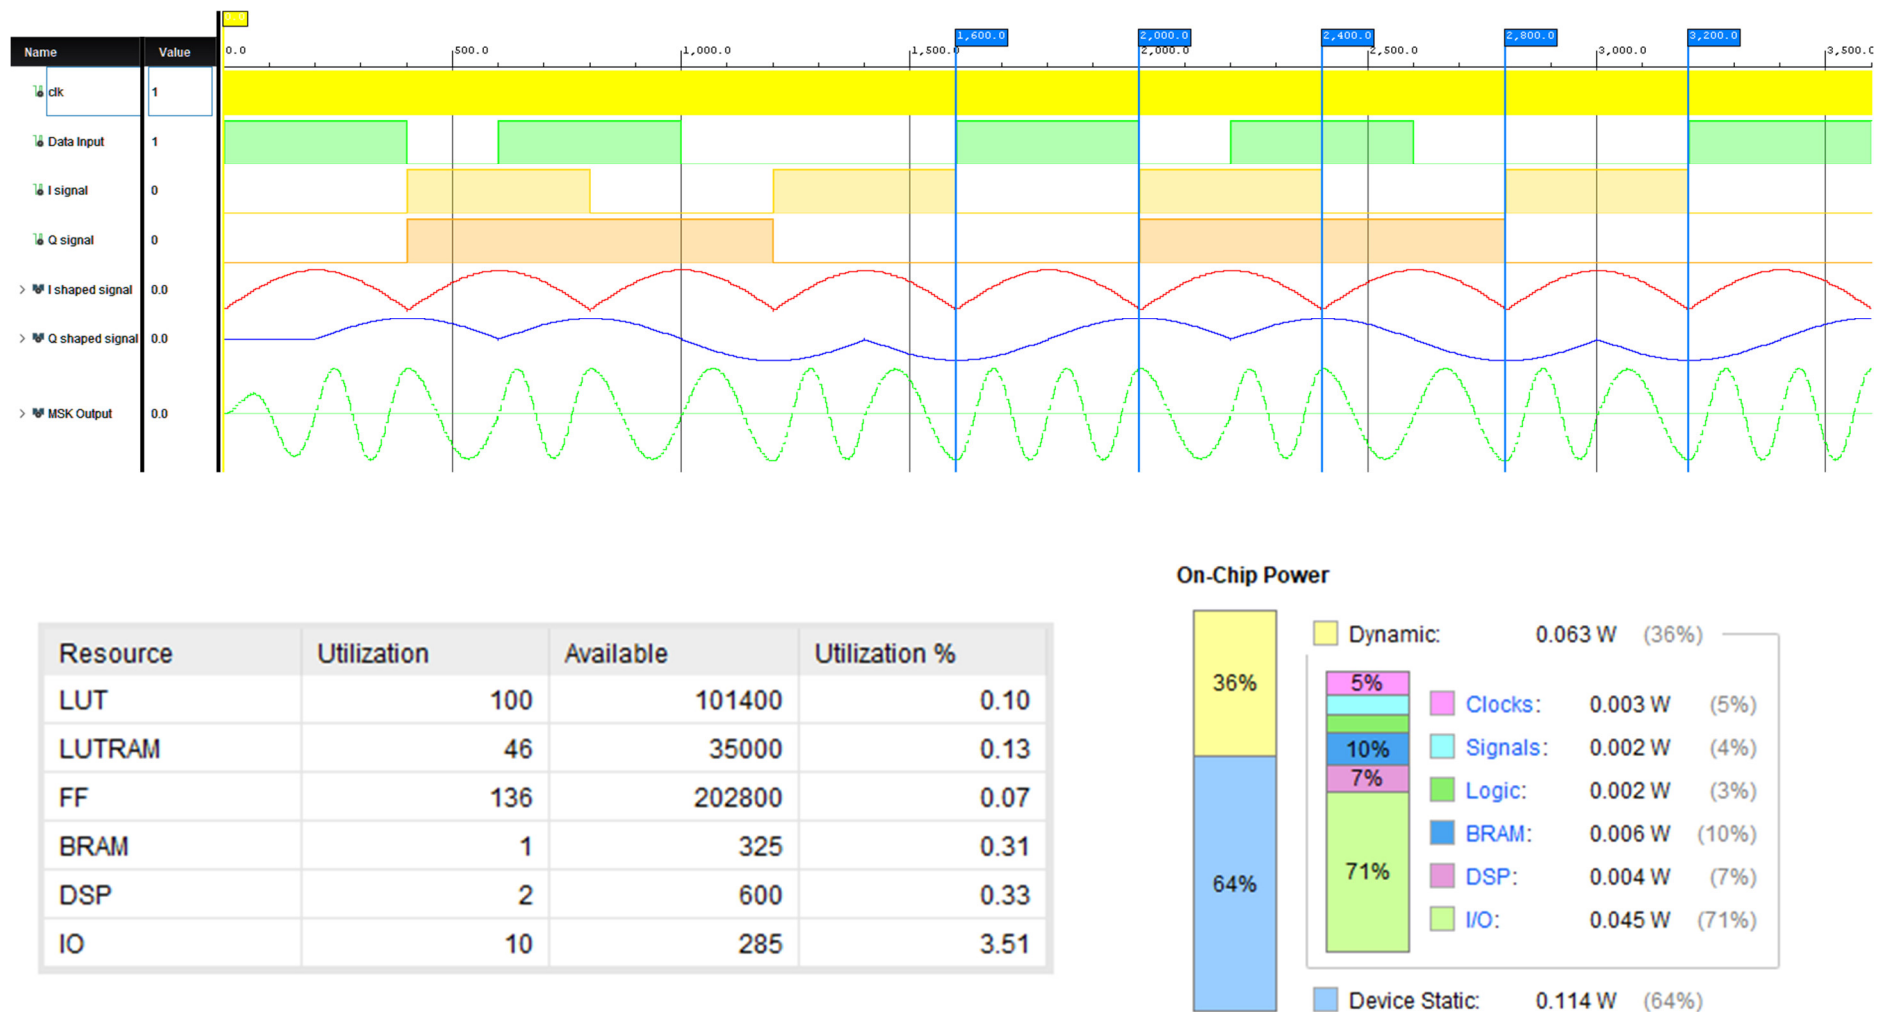 0.0
1,600.0 2,000.0 2,400.0 2,800.0 3,200.0
Name Value 0.0 500.0 1,000.0 1,500.0 2,000.0 2,500.0 3,000.0
clk 1
Data Input 1
I signal 0
Q signal 0
I shaped signal 0.0
Q shaped signal 0.0
MSK Output 0.0
On-Chip Power
Resource Utilization Available Utilization %
LUT 100 101400 0.10
LUTRAM 46 35000 0.13
FF 136 202800 0.07
BRAM 1 325 0.31
DSP 2 600 0.33
IO 10 285 3.51
36%
64%
Dynamic: 0.063 W (36%)
5%
10%
7%
71%
Clocks: 0.003 W (5%)
Signals: 0.002 W (4%)
Logic: 0.002 W (3%)
BRAM: 0.006 W (10%)
DSP: 0.004 W (7%)
I/O: 0.045 W (71%)
Device Static: 0.114 W (64%)